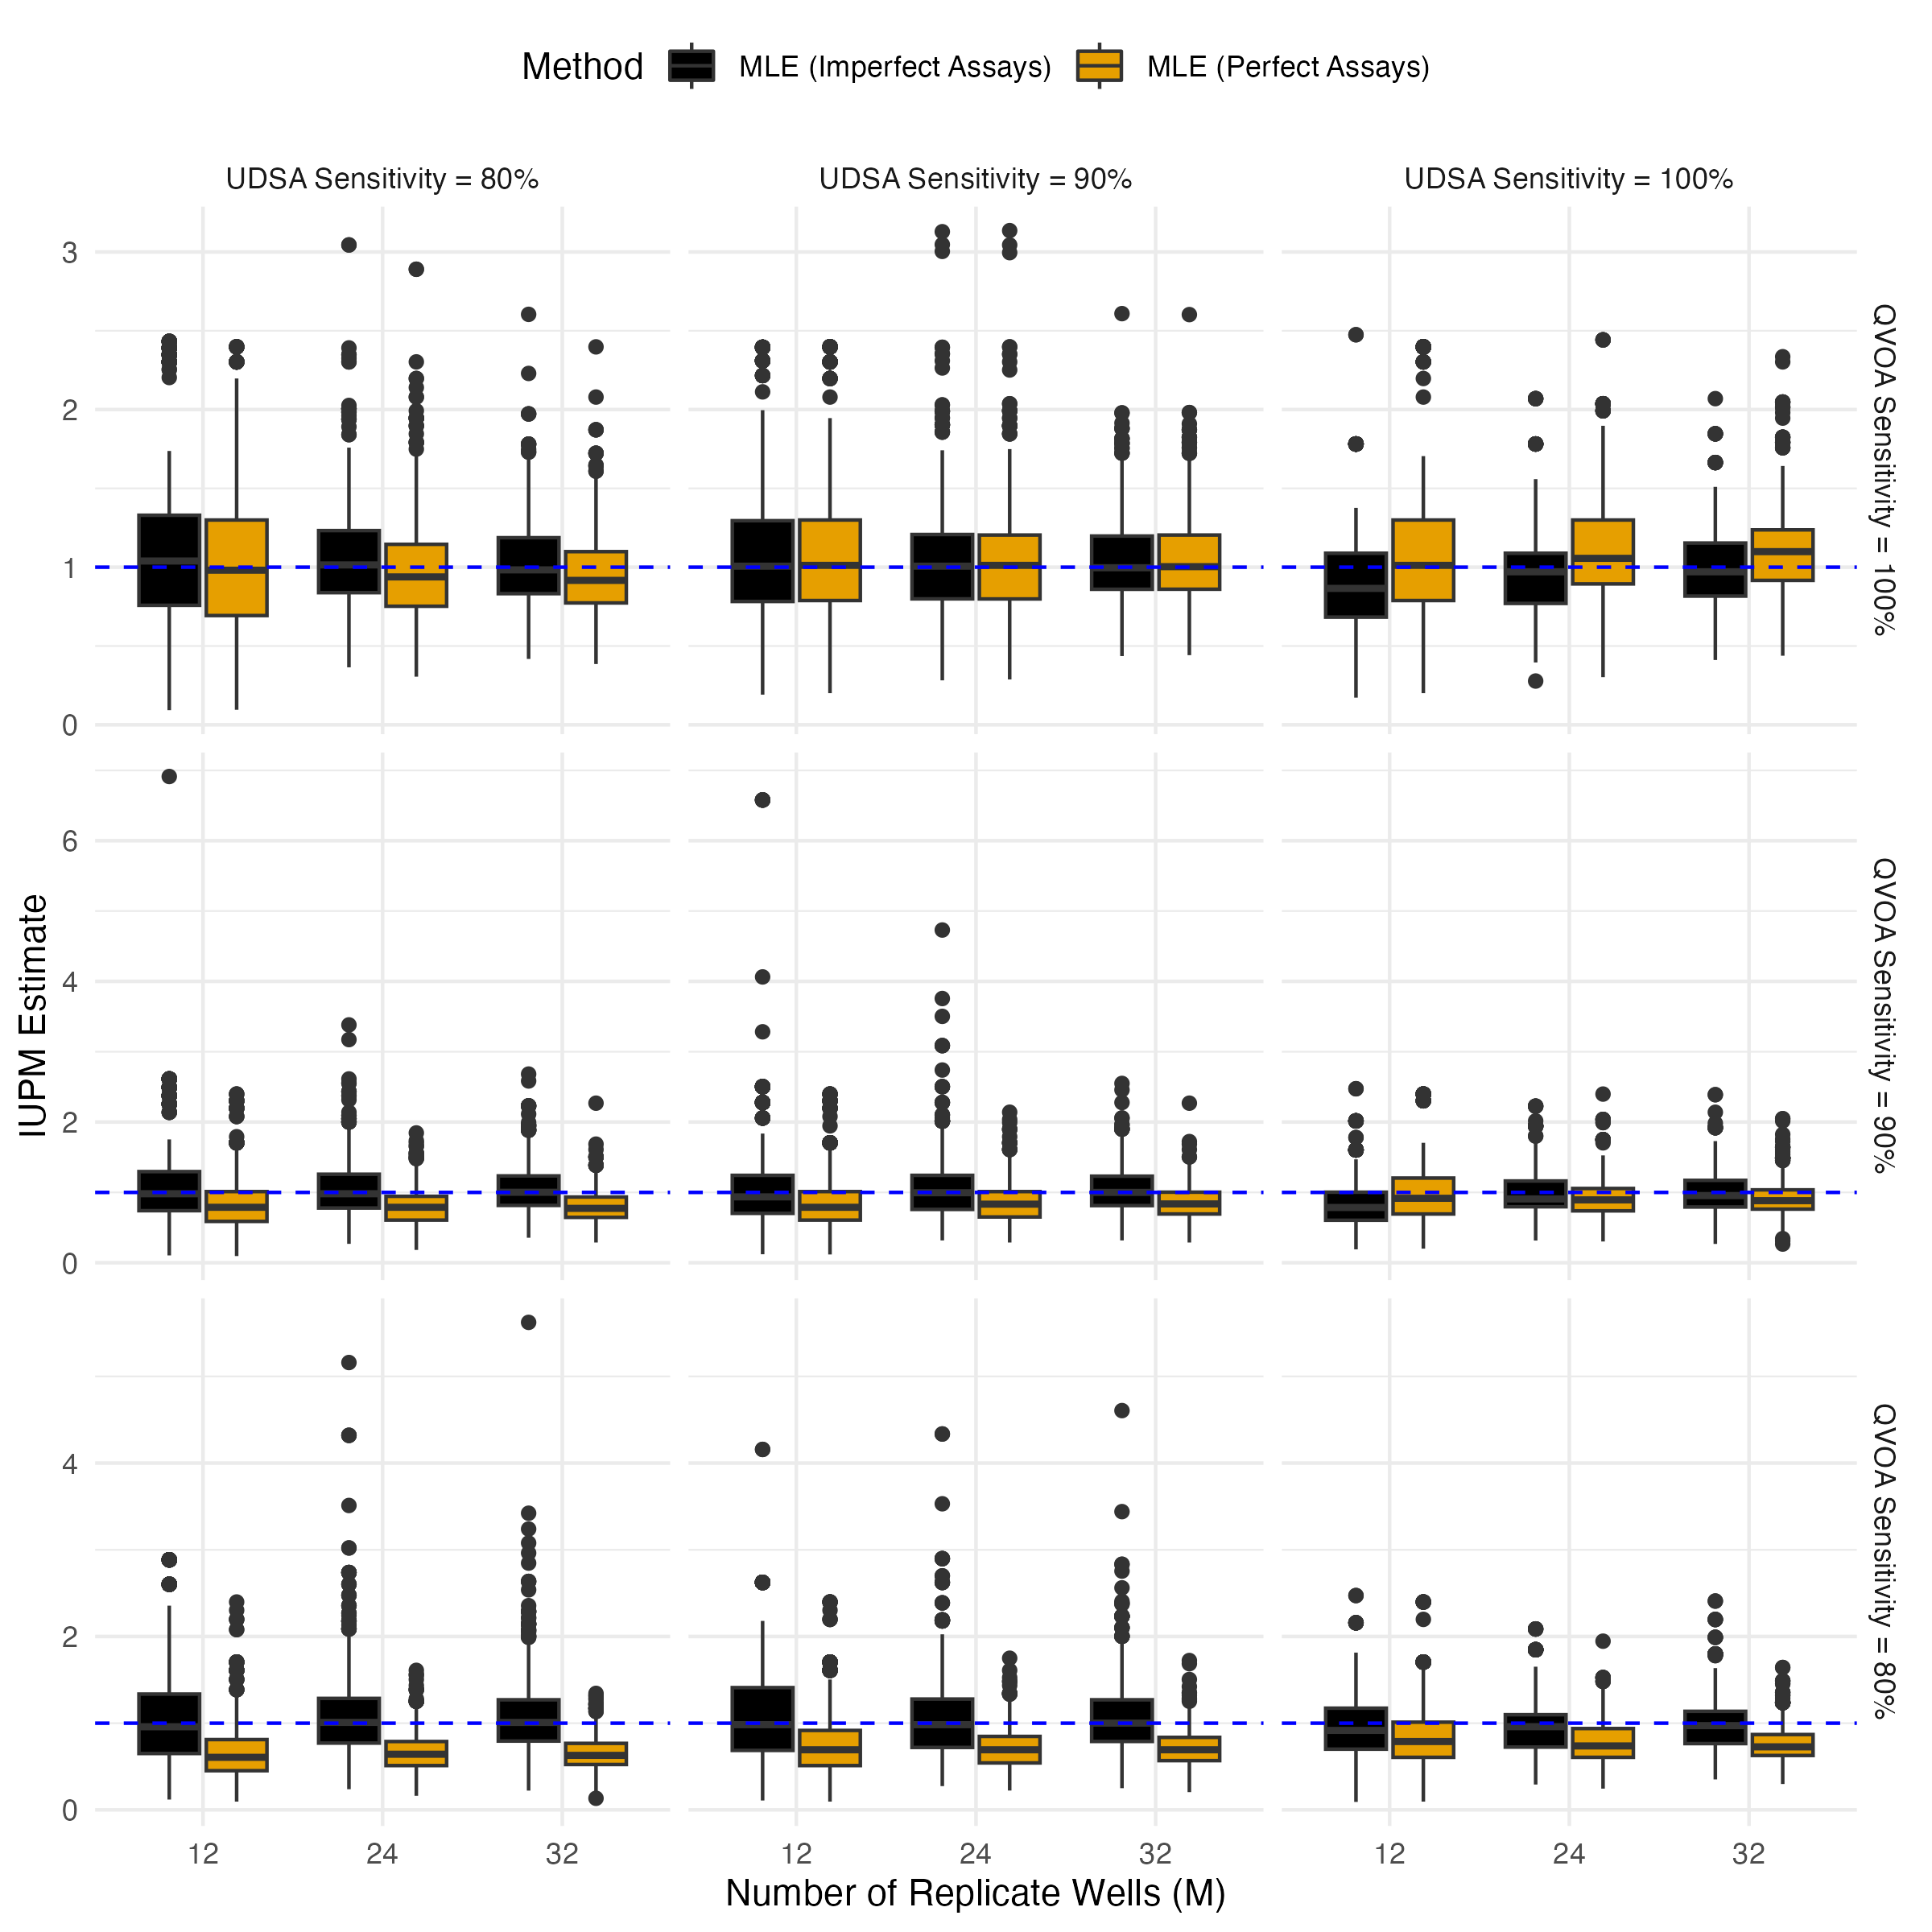 Method MLE (Imperfect Assays) MLE (Perfect Assays)
UDSA Sensitivity = 80% UDSA Sensitivity = 90% UDSA Sensitivity = 100%
3
2
1
0
QVOA Sensitivity = 100%
6
4
2
0
QVOA Sensitivity = 90%
4
2
0
QVOA Sensitivity = 80%
IUPM Estimate
12 24 32 12 24 32 12 24 32
Number of Replicate Wells (M)